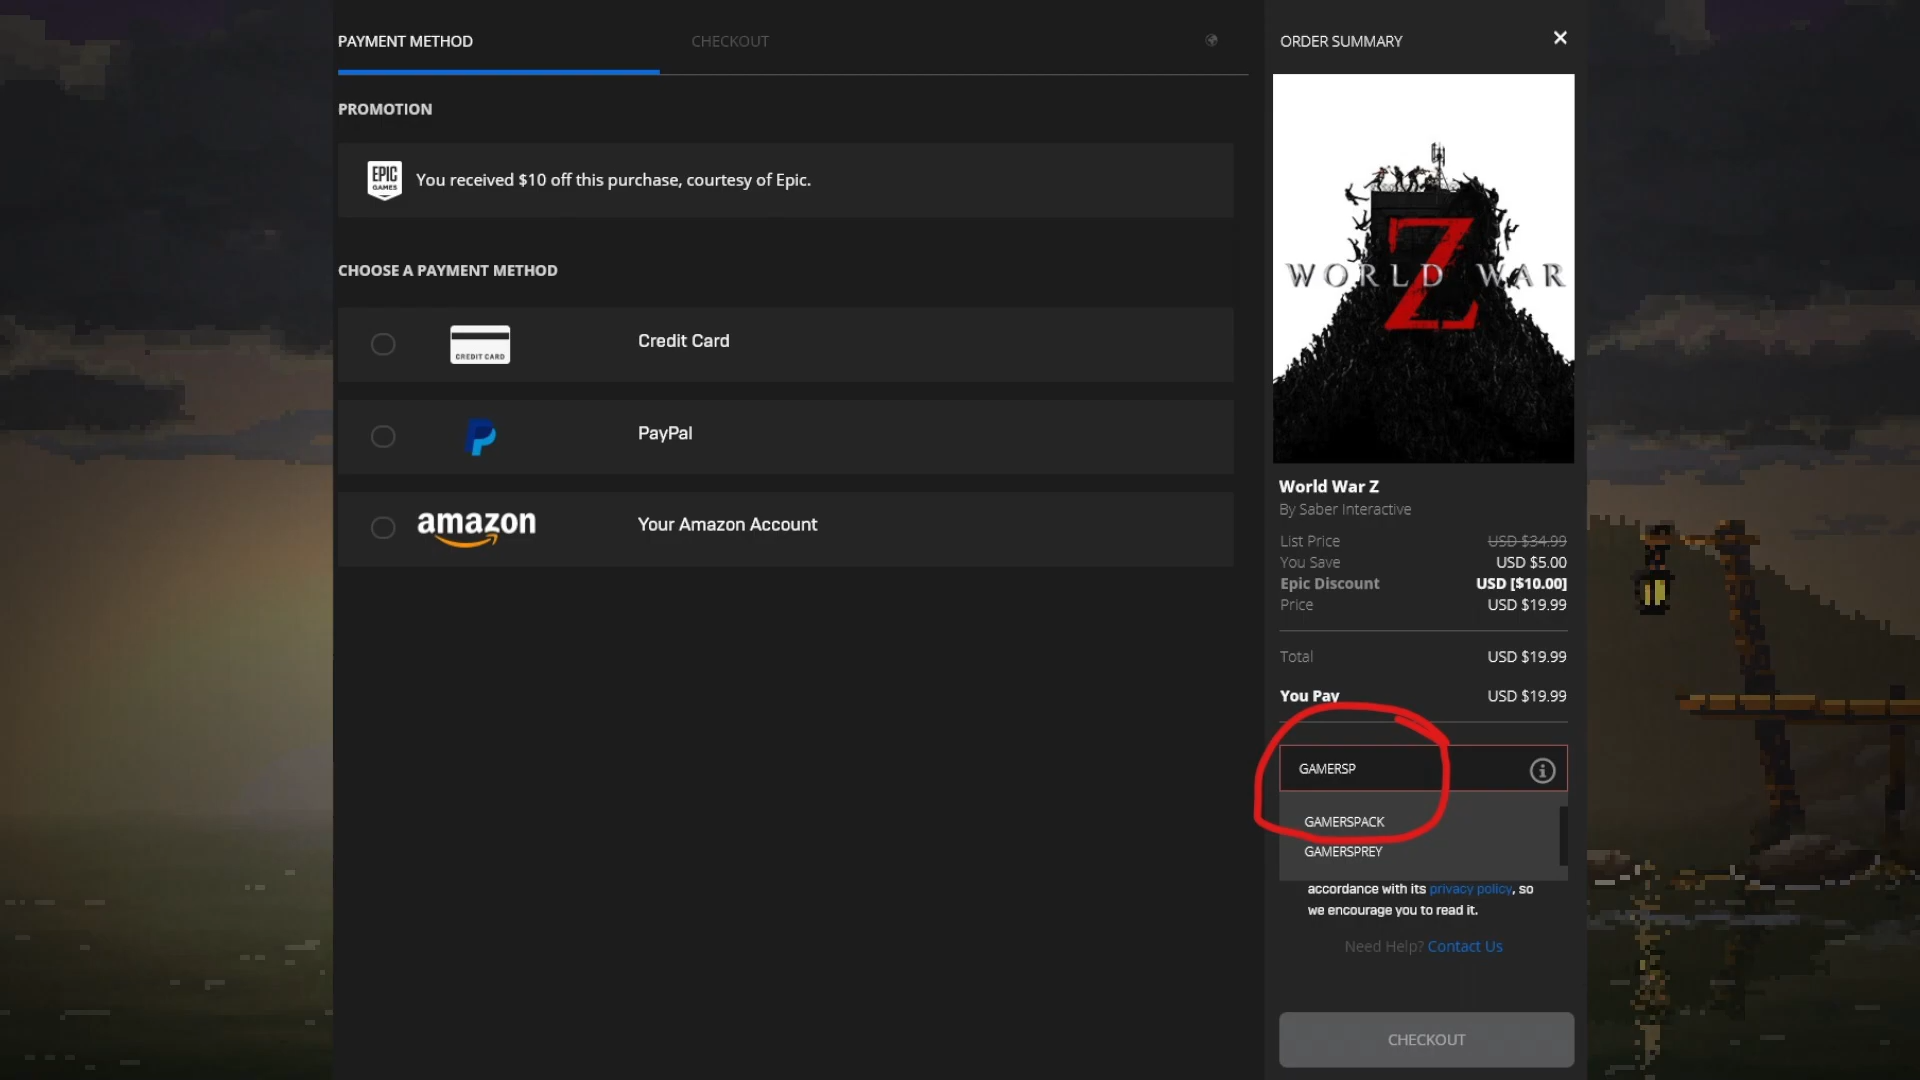 PAYMENT METHOD
CHECKOUT
PROMOTION
EPIC
GAMES
You received $10 off this purchase, courtesy of Epic.
CHOOSE A PAYMENT METHOD
CREDIT CARD
Credit Card
PayPal
amazon
Your Amazon Account
ORDER SUMMARY
Z
WORLD WAR
World War Z
By Saber Interactive
List Price USD $34.99
You Save USD $5.00
Epic Discount USD [$10.00]
Price USD $19.99
Total USD $19.99
You Pay USD $19.99
GAMERSP
GAMERSPACK
GAMERSPREY
accordance with its privacy policy, so
we encourage you to read it.
Need Help? Contact Us
CHECKOUT